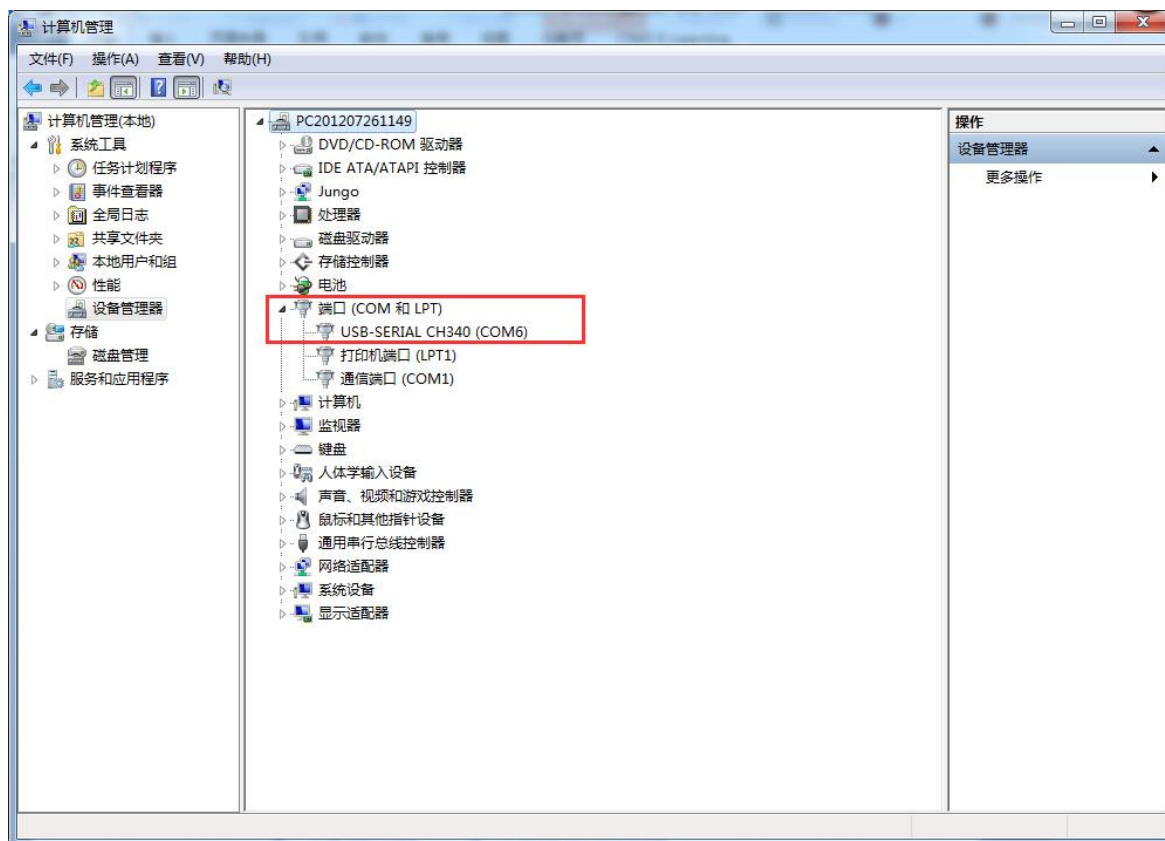 计算机管理
文件(F) 操作(A) 查看(V) 帮助(H)
计算机管理(本地)
系统工具
任务计划程序
事件查看器
全局日志
共享文件夹
本地用户和组
性能
设备管理器
存储
磁盘管理
服务和应用程序
PC201207261149
DVD/CD-ROM 驱动器
IDE ATA/ATAPI 控制器
Jungo
处理器
磁盘驱动器
存储控制器
电池
端口 (COM 和 LPT)
USB-SERIAL CH340 (COM6)
打印机端口 (LPT1)
通信端口 (COM1)
计算机
监视器
键盘
人体学输入设备
声音、视频和游戏控制器
鼠标和其他指针设备
通用串行总线控制器
网络适配器
系统设备
显示适配器
操作
设备管理器
更多操作